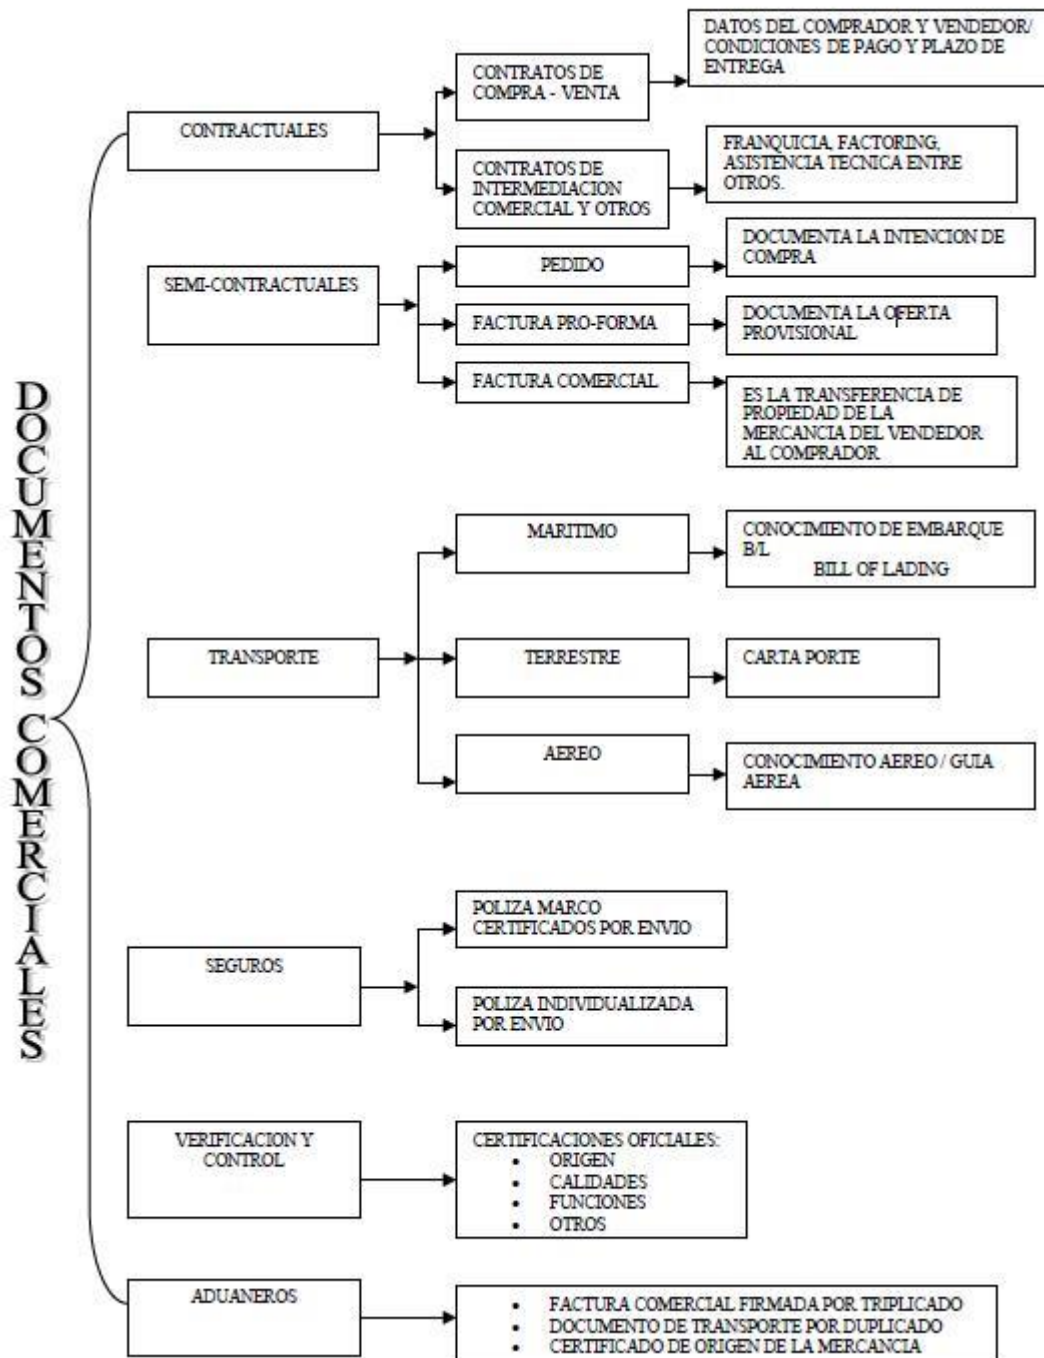 DOCUMENTOS COMERCIALES
CONTRACTUALES
CONTRATOS DE
COMPRA - VENTA
DATOS DEL COMPRADOR Y VENDEDOR/
CONDICIONES DE PAGO Y PLAZO DE
ENTREGA
CONTRATOS DE
INTERMEDIACION
COMERCIAL Y OTROS
FRANQUICIA, FACTORING,
ASISTENCIA TECNICA ENTRE
OTROS.
SEMI-CONTRACTUALES
PEDIDO
DOCUMENTA LA INTENCION DE
COMPRA
FACTURA PRO-FORMA
DOCUMENTA LA OFERTA
PROVISIONAL
FACTURA COMERCIAL
ES LA TRANSFERENCIA DE
PROPIEDAD DE LA
MERCANCIA DEL VENDEDOR
AL COMPRADOR
TRANSPORTE
MARITIMO
CONOCIMIENTO DE EMBARQUE
B/L
BILL OF LADING
TERRESTRE
CARTA PORTE
AEREO
CONOCIMIENTO AEREO / GUIA
AEREA
SEGUROS
POLIZA MARCO
CERTIFICADOS POR ENVIO
POLIZA INDIVIDUALIZADA
POR ENVIO
VERIFICACION Y
CONTROL
CERTIFICACIONES OFICIALES:
• ORIGEN
• CALIDADES
• FUNCIONES
• OTROS
ADUANEROS
• FACTURA COMERCIAL FIRMADA POR TRIPLICADO
• DOCUMENTO DE TRANSPORTE POR DUPLICADO
• CERTIFICADO DE ORIGEN DE LA MERCANCIA